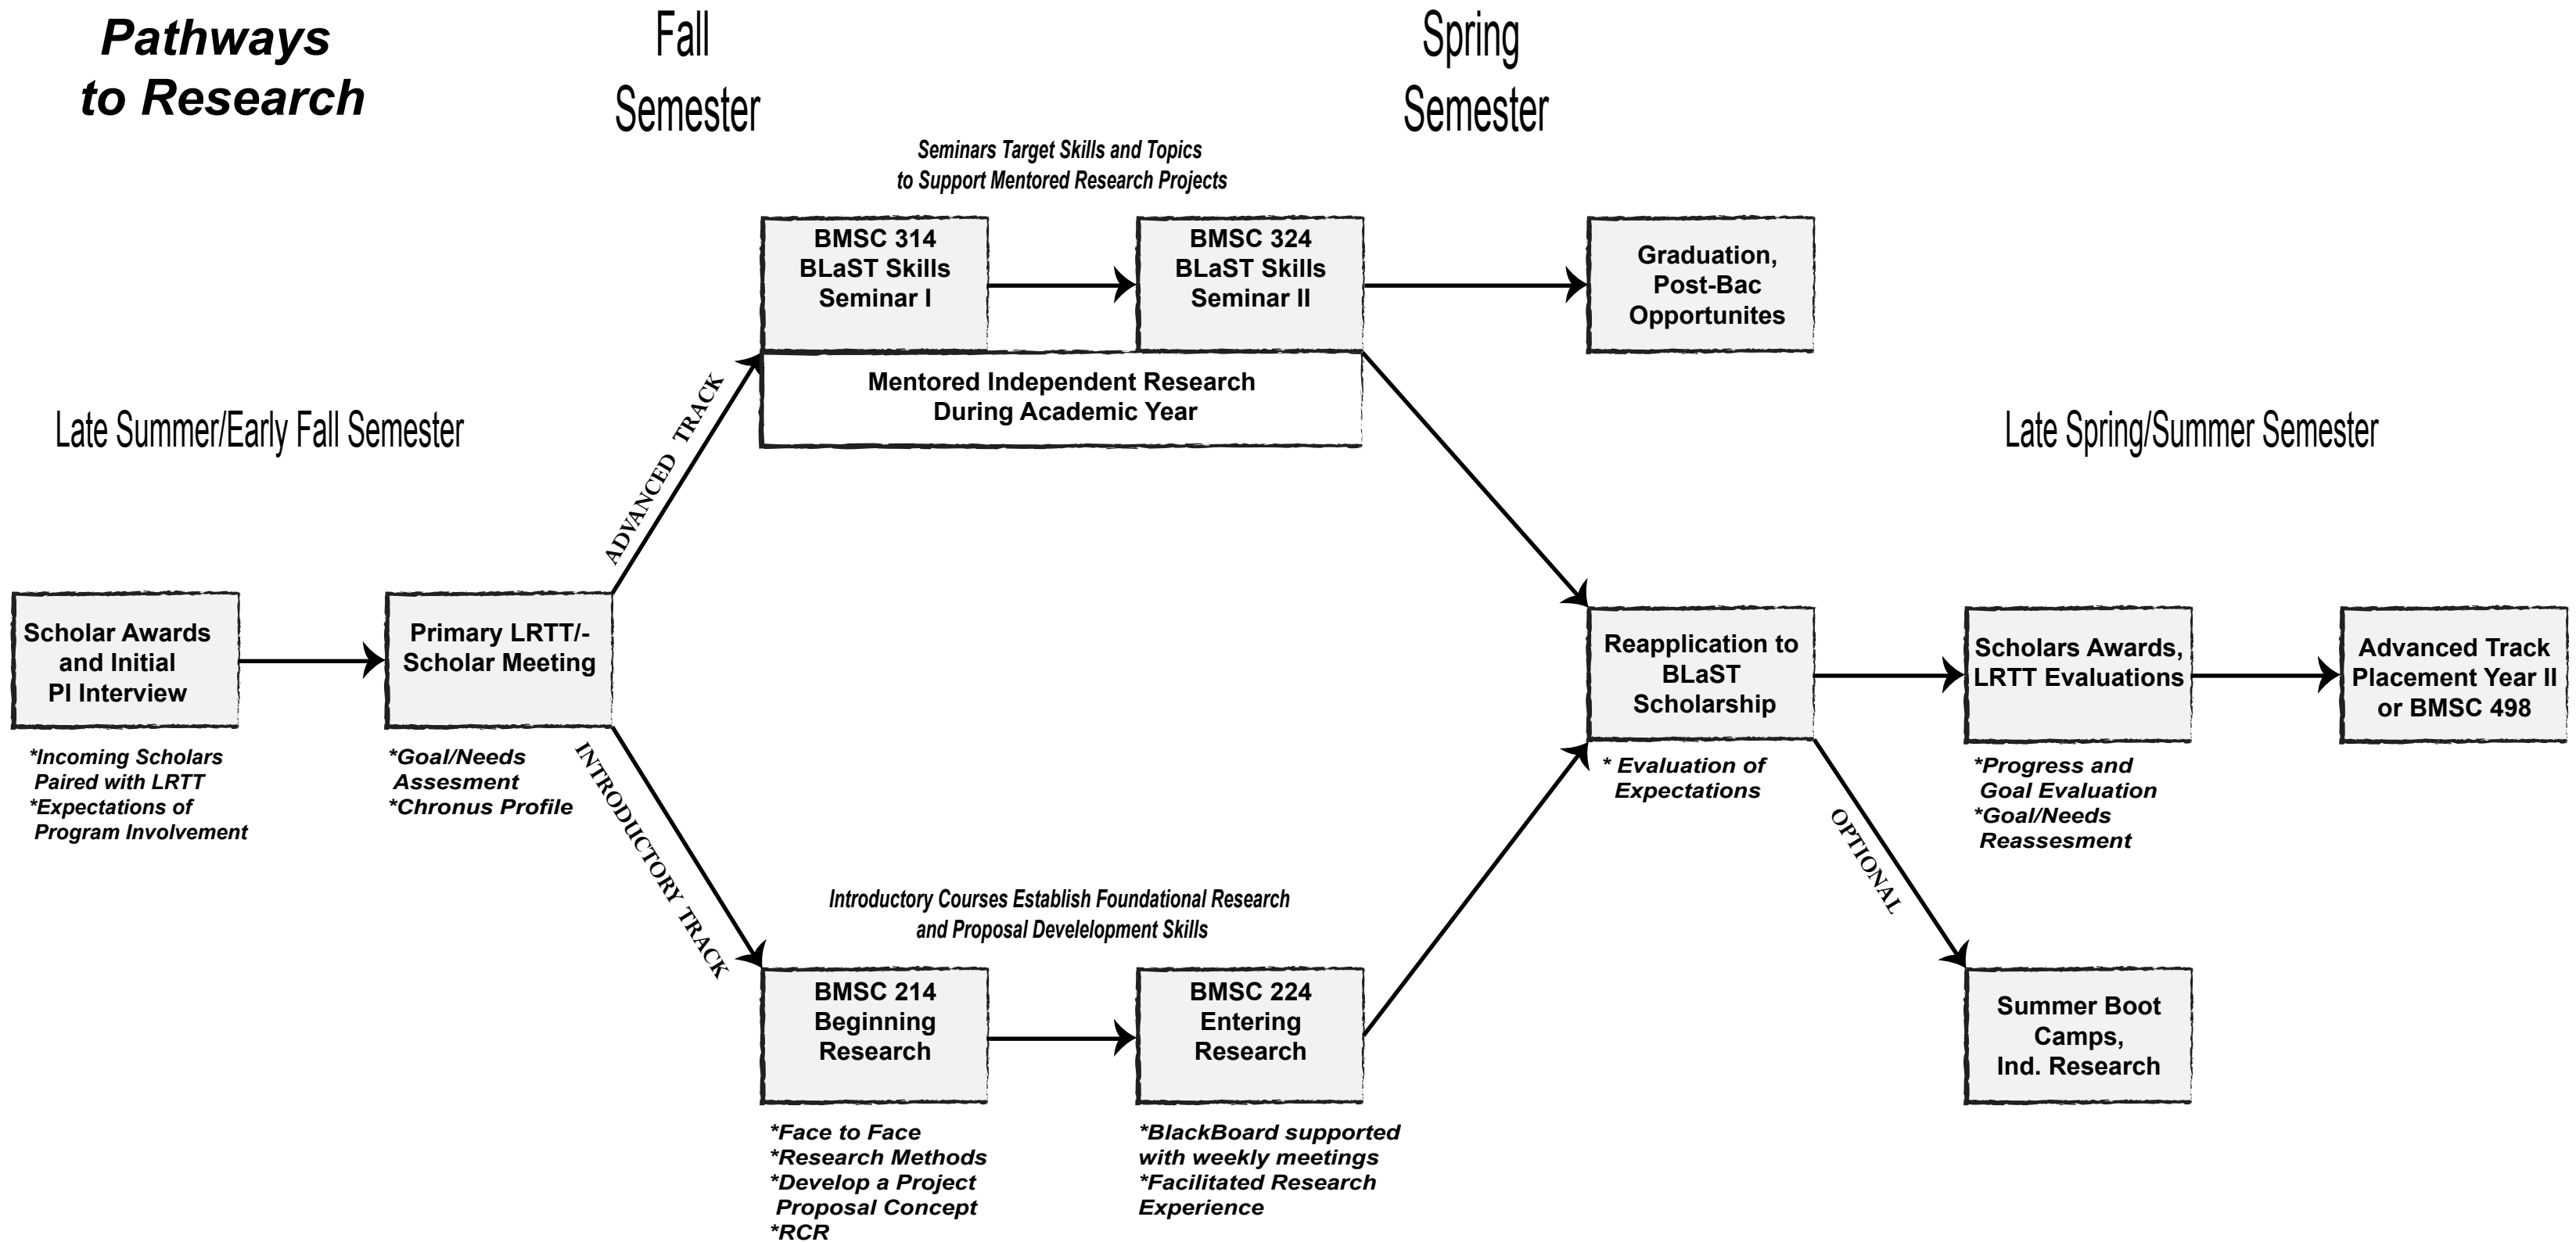 Pathways
to Research
Fall
Semester
Spring
Semester
Seminars Target Skills and Topics
to Support Mentored Research Projects
BMSC 314
BLaST Skills
Seminar I
BMSC 324
BLaST Skills
Seminar II
Graduation,
Post-Bac
Opportunites
Mentored Independent Research
During Academic Year
ADVANCED TRACK
Late Summer/Early Fall Semester
Late Spring/Summer Semester
Scholar Awards
and Initial
PI Interview
*Incoming Scholars
Paired with LRTT
*Expectations of
Program Involvement
Primary LRTT/-
Scholar Meeting
*Goal/Needs
Assesment
*Chronus Profile
INTRODUCTORY TRACK
Reapplication to
BLaST
Scholarship
* Evaluation of
Expectations
Scholars Awards,
LRTT Evaluations
*Progress and
Goal Evaluation
*Goal/Needs
Reassesment
Advanced Track
Placement Year II
or BMSC 498
OPTIONAL
Introductory Courses Establish Foundational Research
and Proposal Develelopment Skills
BMSC 214
Beginning
Research
*Face to Face
*Research Methods
*Develop a Project
Proposal Concept
*RCR
BMSC 224
Entering
Research
*BlackBoard supported
with weekly meetings
*Facilitated Research
Experience
Summer Boot
Camps,
Ind. Research